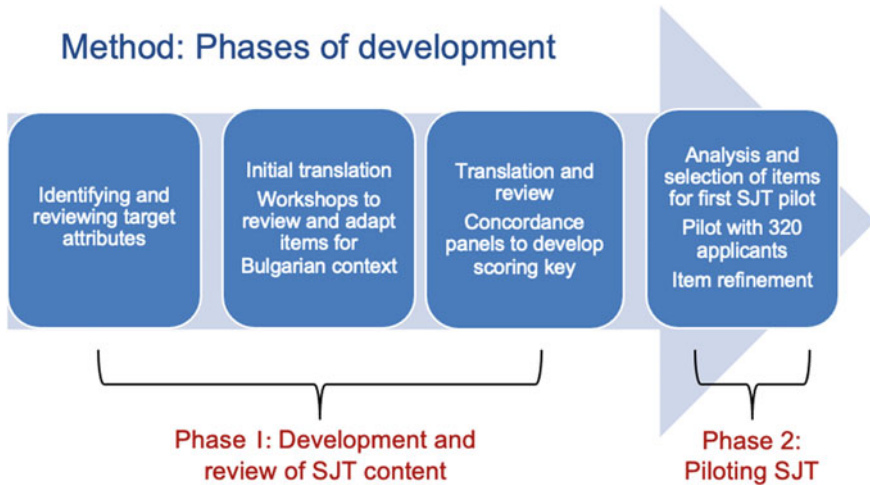 Method: Phases of development
Identifying and
reviewing target
attributes
Initial translation
Workshops to
review and adapt
items for
Bulgarian context
Translation and
review
Concordance
panels to develop
scoring key
Analysis and
selection of items
for first SJT pilot
Pilot with 320
applicants
Item refinement
Phase I: Development and
review of SJT content
Phase 2:
Piloting SJT